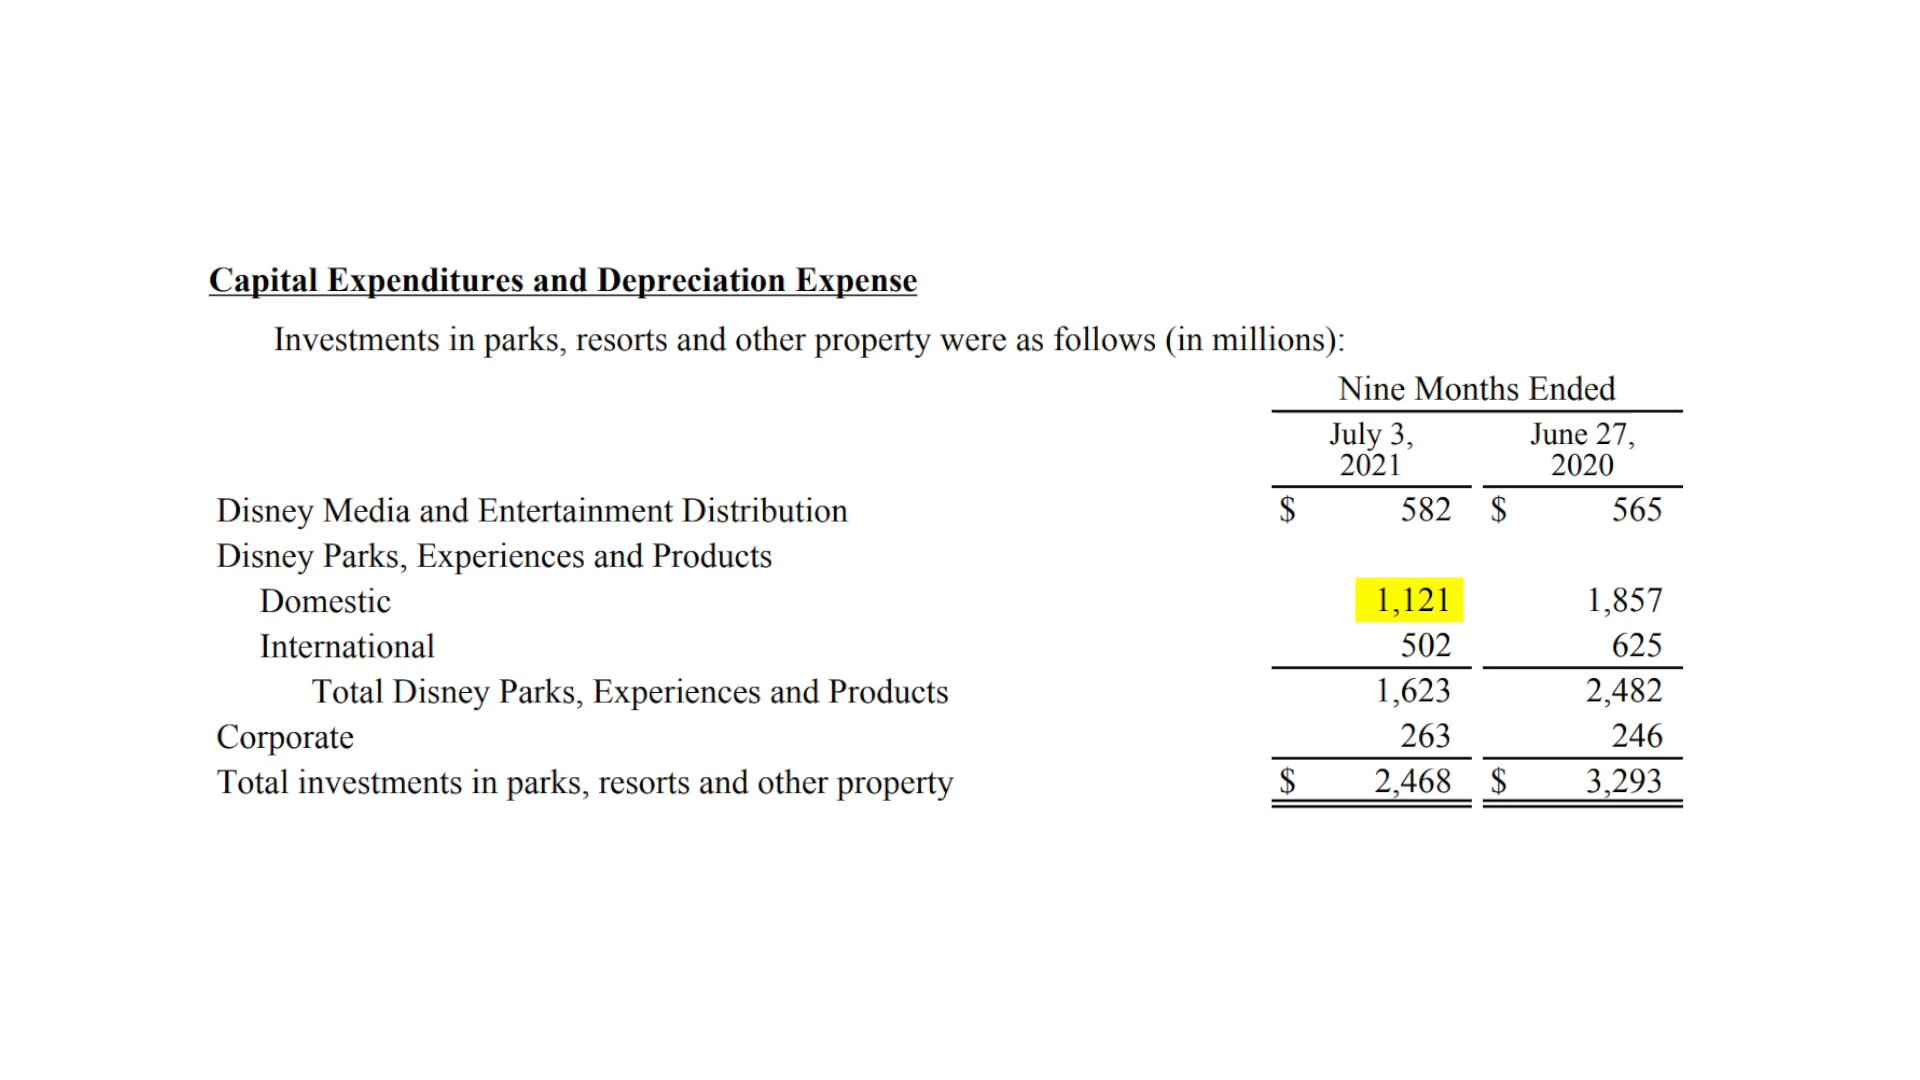 Capital Expenditures and Depreciation Expense
Investments in parks, resorts and other property were as follows (in millions):
Nine Months Ended
July 3, 2021 June 27, 2020
Disney Media and Entertainment Distribution $ 582 $ 565
Disney Parks, Experiences and Products
Domestic 1,121 1,857
International 502 625
Total Disney Parks, Experiences and Products 1,623 2,482
Corporate 263 246
Total investments in parks, resorts and other property $ 2,468 $ 3,293